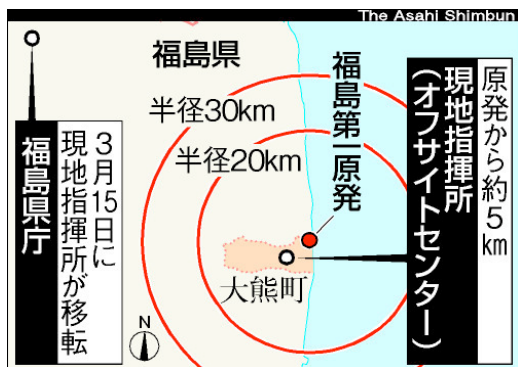 The Asahi Shimbun
福島県
福島第一原発
原発から約5km
現地指揮所
(オフサイトセンター)
半径30km
半径20km
大熊町
3月15日に
現地指揮所が移転
福島県庁
N